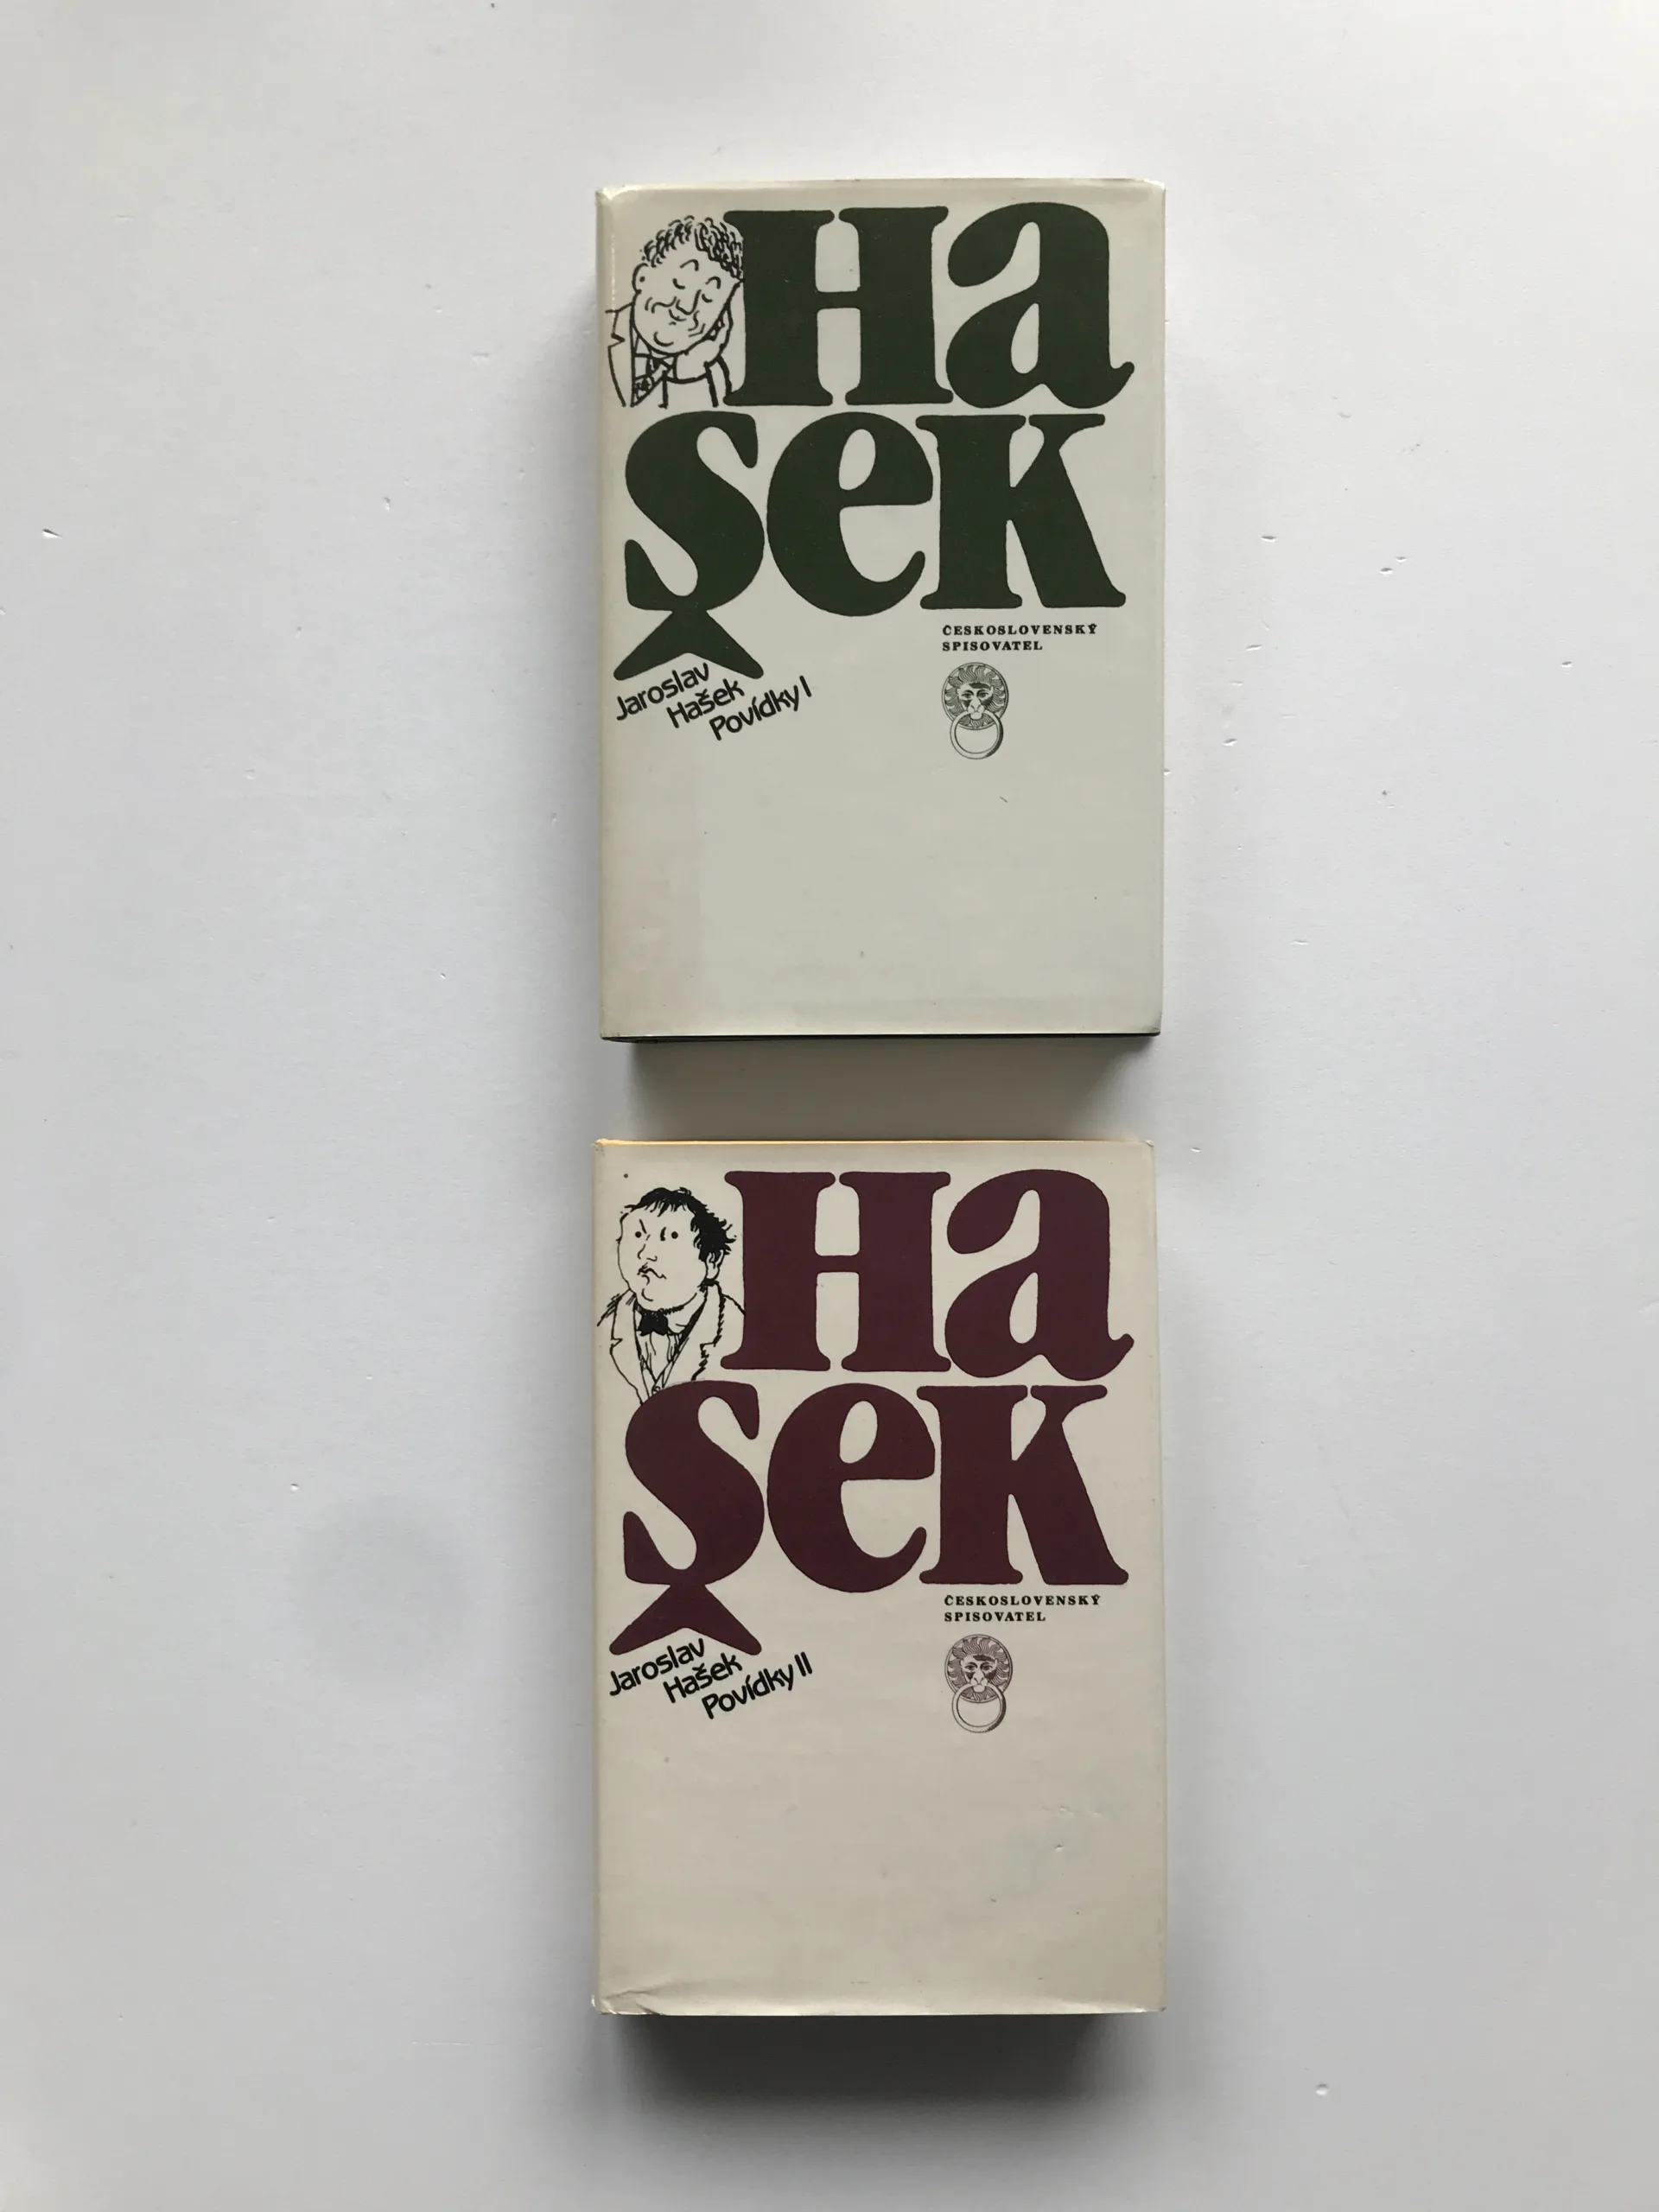 Ha
šek
ČESKOSLOVENSKÝ
SPISOVATEL
Jaroslav
Hašek
Povídky I
Ha
šek
ČESKOSLOVENSKÝ
SPISOVATEL
Jaroslav
Hašek
Povídky II